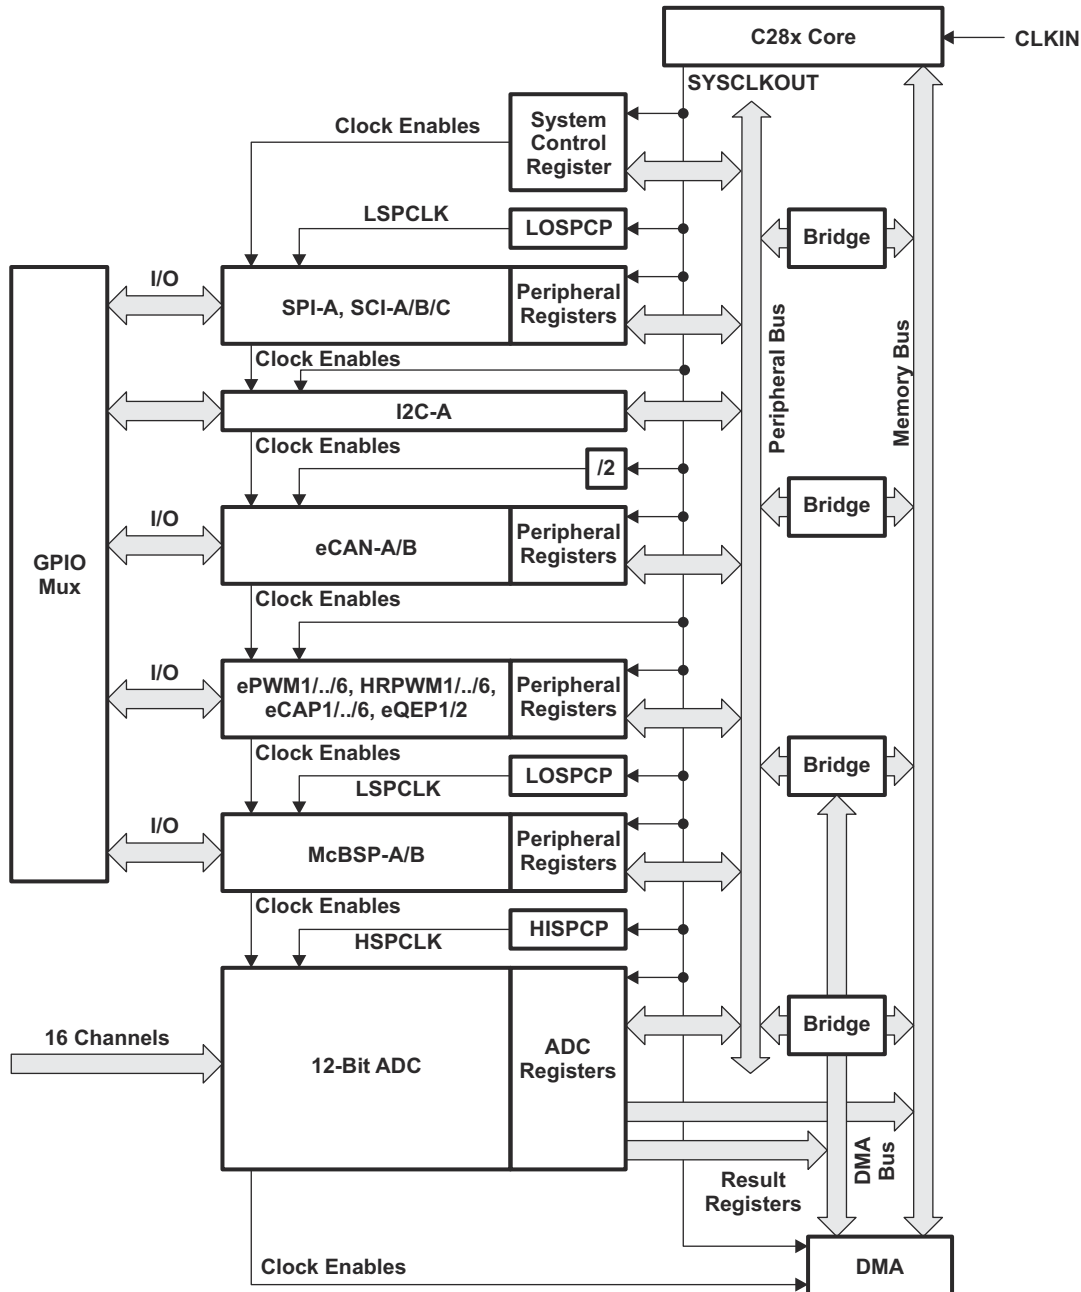 C28x Core
CLKIN
SYSCLKOUT
System
Control
Register
Clock Enables
LSPCLK
LOSPCP
Bridge
I/O
SPI-A, SCI-A/B/C
Peripheral
Registers
Peripheral Bus
Memory Bus
Clock Enables
I2C-A
Clock Enables
/2
Bridge
I/O
eCAN-A/B
Peripheral
Registers
GPIO
Mux
Clock Enables
I/O
ePWM1/../6, HRPWM1/../6,
eCAP1/../6, eQEP1/2
Peripheral
Registers
Clock Enables
LSPCLK
LOSPCP
Bridge
I/O
McBSP-A/B
Peripheral
Registers
Clock Enables
HSPCLK
HISPCP
16 Channels
12-Bit ADC
ADC
Registers
Bridge
DMA
Bus
Result
Registers
Clock Enables
DMA